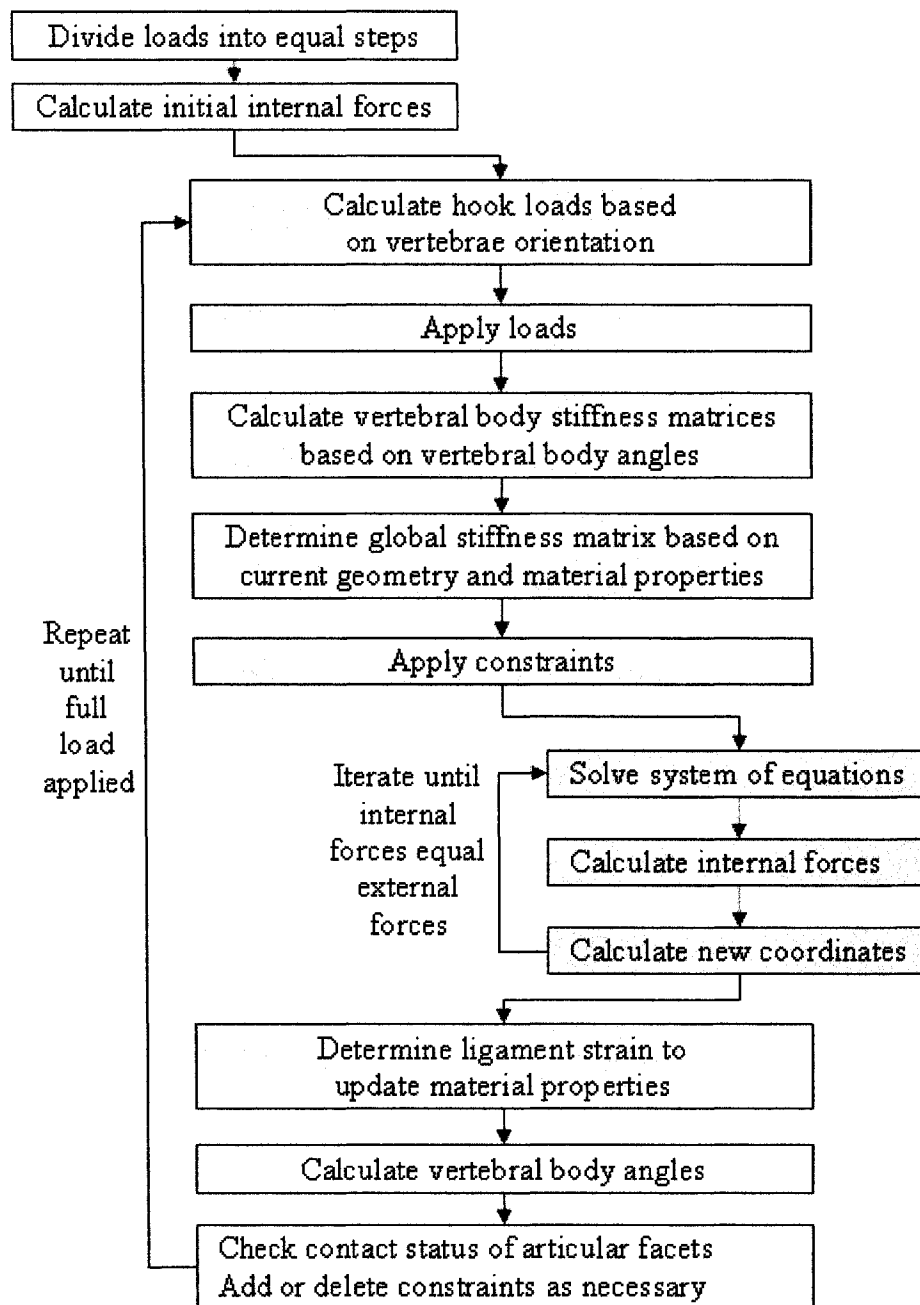 Divide loads into equal steps
Calculate initial internal forces
Calculate hook loads based
on vertebrae orientation
Apply loads
Calculate vertebral body stiffness matrices
based on vertebral body angles
Determine global stiffness matrix based on
current geometry and material properties
Apply constraints
Repeat
until
full
load
applied
Iterate until
internal
forces equal
external
forces
Solve system of equations
Calculate internal forces
Calculate new coordinates
Determine ligament strain to
update material properties
Calculate vertebral body angles
Check contact status of articular facets
Add or delete constraints as necessary